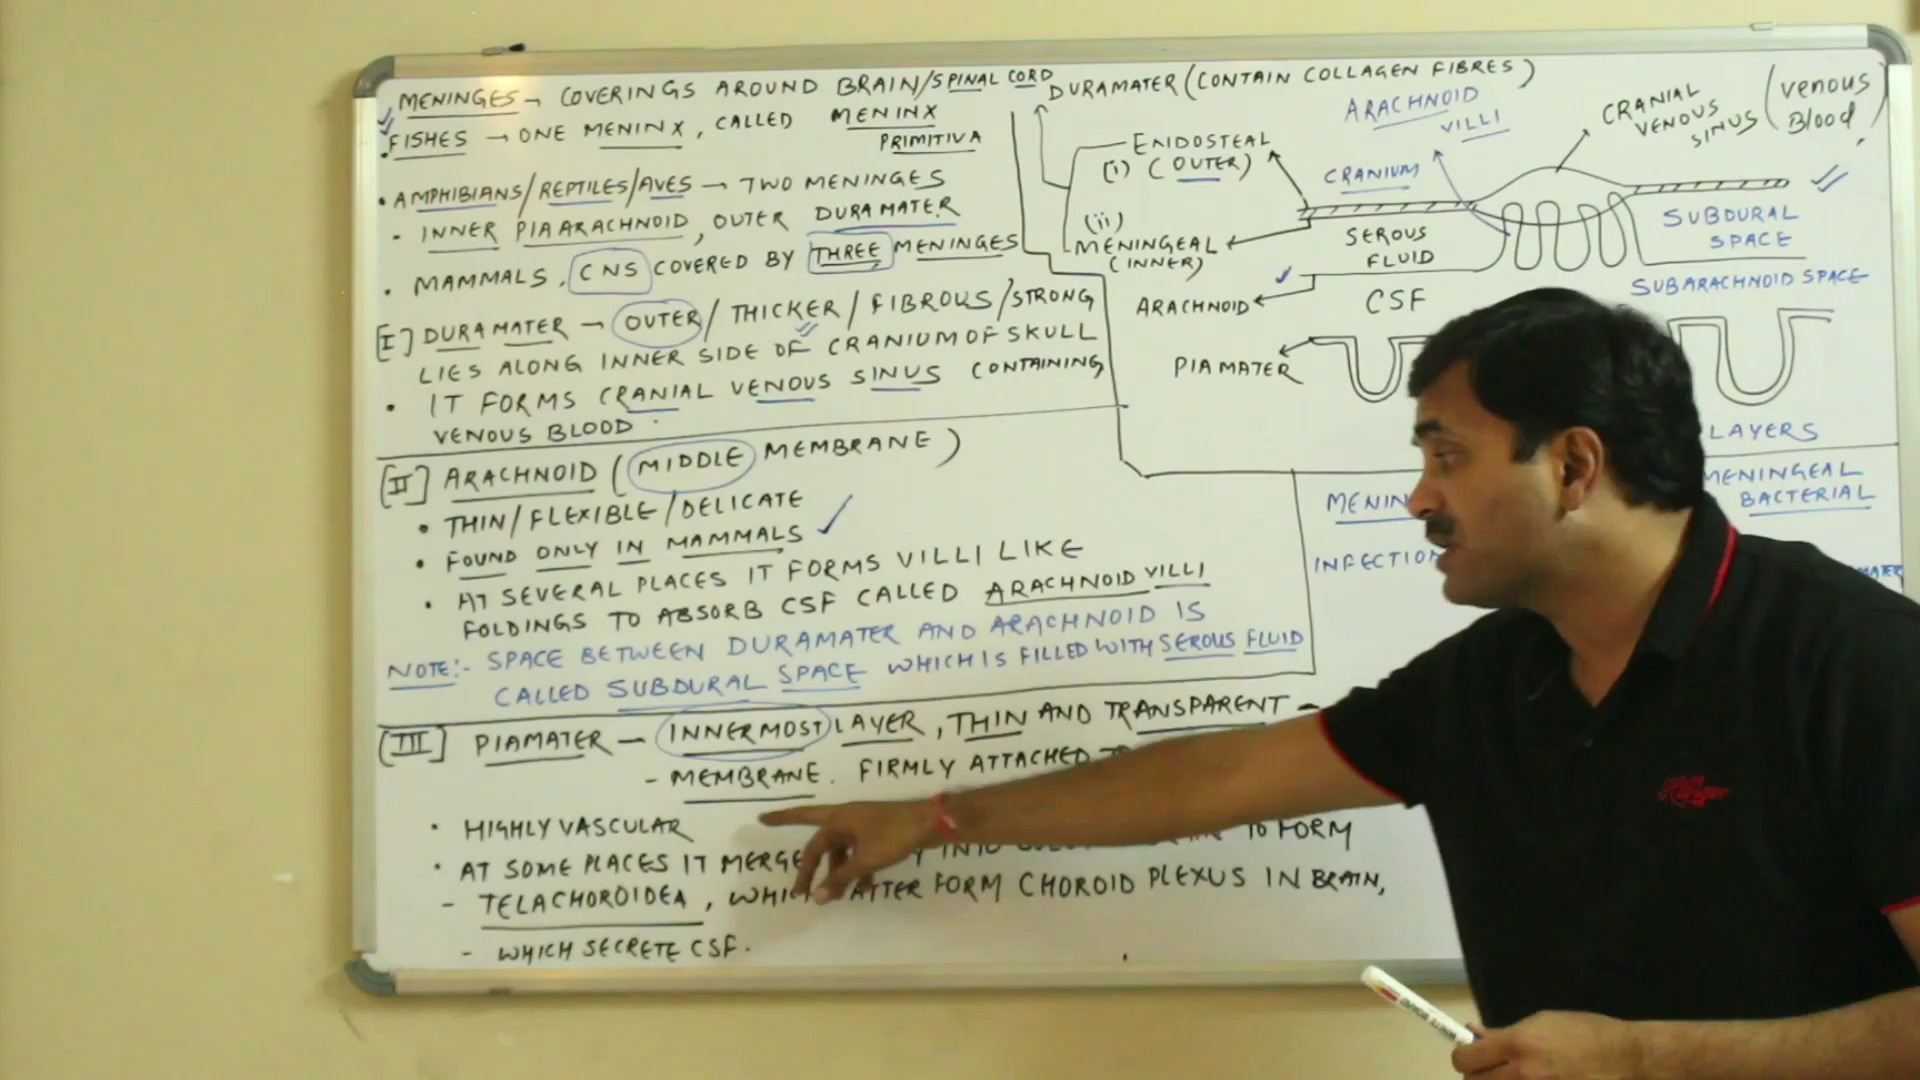 MENINGES → COVERINGS AROUND BRAIN/SPINAL CORD
FISHES → ONE MENINX, CALLED MENINX
PRIMITIVA
• AMPHIBIANS/REPTILES/AVES → TWO MENINGES
- INNER PIAARACHNOID, OUTER DURAMATER
• MAMMALS, CNS COVERED BY THREE MENINGES
[I] DURAMATER — OUTER/THICKER/FIBROUS/STRONG
LIES ALONG INNER SIDE OF CRANIUM OF SKULL
• IT FORMS CRANIAL VENOUS SINUS CONTAINING
VENOUS BLOOD.
[II] ARACHNOID (MIDDLE MEMBRANE)
• THIN/FLEXIBLE/DELICATE
• FOUND ONLY IN MAMMALS
• AT SEVERAL PLACES IT FORMS VILLI LIKE
FOLDINGS TO ABSORB CSF CALLED ARACHNOID VILLI
NOTE:- SPACE BETWEEN DURAMATER AND ARACHNOID IS
CALLED SUBDURAL SPACE WHICH IS FILLED WITH SEROUS FLUID
[III] PIAMATER — INNERMOST LAYER, THIN AND TRANSPARENT -
- MEMBRANE. FIRMLY ATTACHED
• HIGHLY VASCULAR
• AT SOME PLACES IT MERGE INTO TO FORM
- TELACHOROIDEA, FORM CHOROID PLEXUS IN BRAIN,
- WHICH SECRETE CSF.
DURAMATER (CONTAIN COLLAGEN FIBRES)
ENDOSTEAL
(i) (OUTER)
(ii)
MENINGEAL
(INNER)
ARACHNOID
PIAMATER
ARACHNOID
VILLI
CRANIUM
SEROUS
FLUID
CSF
CRANIAL
VENOUS
SINUS
(venous
Blood)
SUBDURAL
SPACE
SUBARACHNOID SPACE
LAYERS
MENINGEAL
BACTERIAL
INFECTION
WHITE BOARD